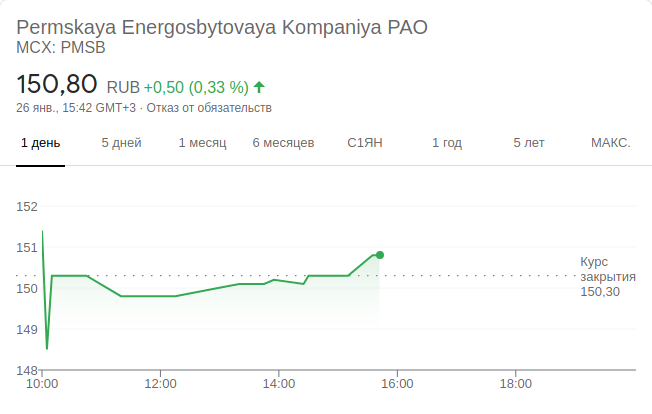 Permskaya Energosbytovaya Kompaniya PAO
MCX: PMSB
150,80 RUB +0,50 (0,33 %)
26 янв., 15:42 GMT+3 · Отказ от обязательств
1 день 5 дней 1 месяц 6 месяцев С1ЯН 1 год 5 лет МАКС.
152
151
150
149
148
Курс
закрытия
150,30
10:00 12:00 14:00 16:00 18:00